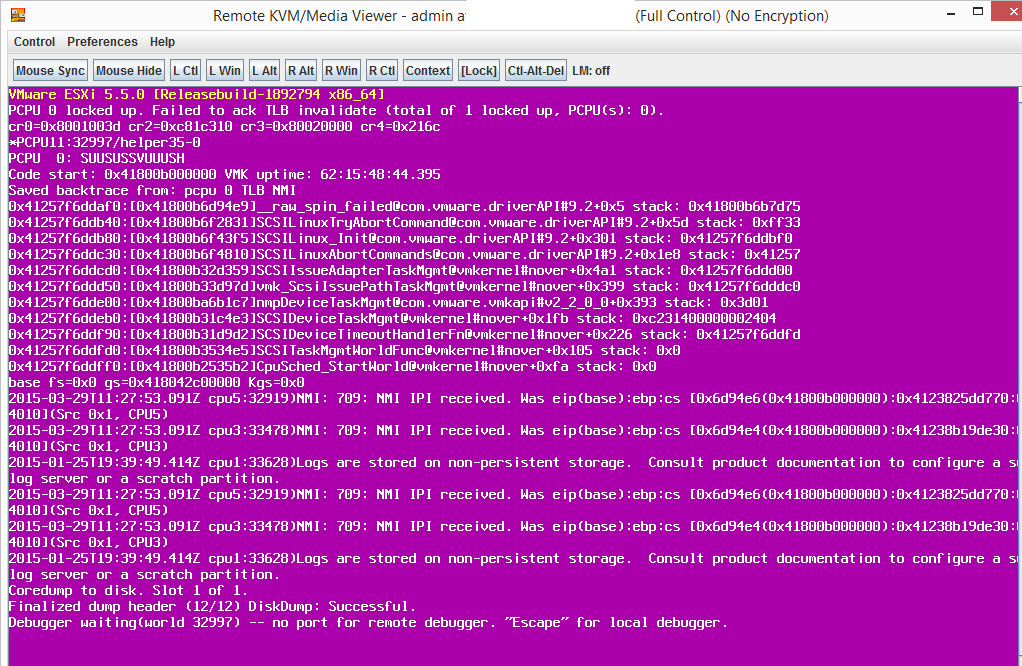 Remote KVM/Media Viewer - admin a (Full Control) (No Encryption)
Control Preferences Help
Mouse Sync Mouse Hide L Ctl L Win L Alt R Alt R Win R Ctl Context [Lock] Ctl-Alt-Del LM: off
VMware ESXi 5.5.0 [Releasebuild-1892794 x86_64]
PCPU 0 locked up. Failed to ack TLB invalidate (total of 1 locked up, PCPU(s): 0).
cr0=0x8001003d cr2=0xc81c310 cr3=0x80020000 cr4=0x216c
*PCPU11:32997/helper35-0
PCPU  0: SUUSUSSVUUUSH
Code start: 0x41800b000000 VMK uptime: 62:15:48:44.395
Saved backtrace from: pcpu 0 TLB NMI
0x41257f6ddaf0:[0x41800b6d94e9]__raw_spin_failed@com.vmware.driverAPI#9.2+0x5 stack: 0x41800b6b7d75
0x41257f6ddb40:[0x41800b6f2831]SCSILinuxTryAbortCommand@com.vmware.driverAPI#9.2+0x5d stack: 0xff33
0x41257f6ddb80:[0x41800b6f43f5]SCSILinux_Init@com.vmware.driverAPI#9.2+0x301 stack: 0x41257f6ddbf0
0x41257f6ddc30:[0x41800b6f4810]SCSILinuxAbortCommands@com.vmware.driverAPI#9.2+0x1e8 stack: 0x41257
0x41257f6ddcd0:[0x41800b32d359]SCSIIssueAdapterTaskMgmt@vmkernel#nover+0x4a1 stack: 0x41257f6ddd00
0x41257f6ddd50:[0x41800b33d97d]vmk_ScsiIssuePathTaskMgmt@vmkernel#nover+0x399 stack: 0x41257f6dddc0
0x41257f6dde00:[0x41800ba6b1c7]nmpDeviceTaskMgmt@com.vmware.vmkapi#v2_2_0_0+0x393 stack: 0x3d01
0x41257f6ddeb0:[0x41800b31c4e3]SCSIDeviceTaskMgmt@vmkernel#nover+0x1fb stack: 0xc231400000002404
0x41257f6ddf90:[0x41800b31d9d2]SCSIDeviceTimeoutHandlerFn@vmkernel#nover+0x226 stack: 0x41257f6ddfd
0x41257f6ddfd0:[0x41800b3534e5]SCSITaskMgmtWorldFunc@vmkernel#nover+0x105 stack: 0x0
0x41257f6ddff0:[0x41800b2535b2]CpuSched_StartWorld@vmkernel#nover+0xfa stack: 0x0
base fs=0x0 gs=0x418042c00000 Kgs=0x0
2015-03-29T11:27:53.091Z cpu5:32919)NMI: 709: NMI IPI received. Was eip(base):ebp:cs [0x6d94e6(0x41800b000000):0x4123825dd770:
4010](Src 0x1, CPU5)
2015-03-29T11:27:53.091Z cpu3:33478)NMI: 709: NMI IPI received. Was eip(base):ebp:cs [0x6d94e4(0x41800b000000):0x41238b19de30:
4010](Src 0x1, CPU3)
2015-01-25T19:39:49.414Z cpu1:33628)Logs are stored on non-persistent storage.  Consult product documentation to configure a
log server or a scratch partition.
2015-03-29T11:27:53.091Z cpu5:32919)NMI: 709: NMI IPI received. Was eip(base):ebp:cs [0x6d94e6(0x41800b000000):0x4123825dd770:
4010](Src 0x1, CPU5)
2015-03-29T11:27:53.091Z cpu3:33478)NMI: 709: NMI IPI received. Was eip(base):ebp:cs [0x6d94e4(0x41800b000000):0x41238b19de30:
4010](Src 0x1, CPU3)
2015-01-25T19:39:49.414Z cpu1:33628)Logs are stored on non-persistent storage.  Consult product documentation to configure a
log server or a scratch partition.
Coredump to disk. Slot 1 of 1.
Finalized dump header (12/12) DiskDump: Successful.
Debugger waiting(world 32997) -- no port for remote debugger. "Escape" for local debugger.